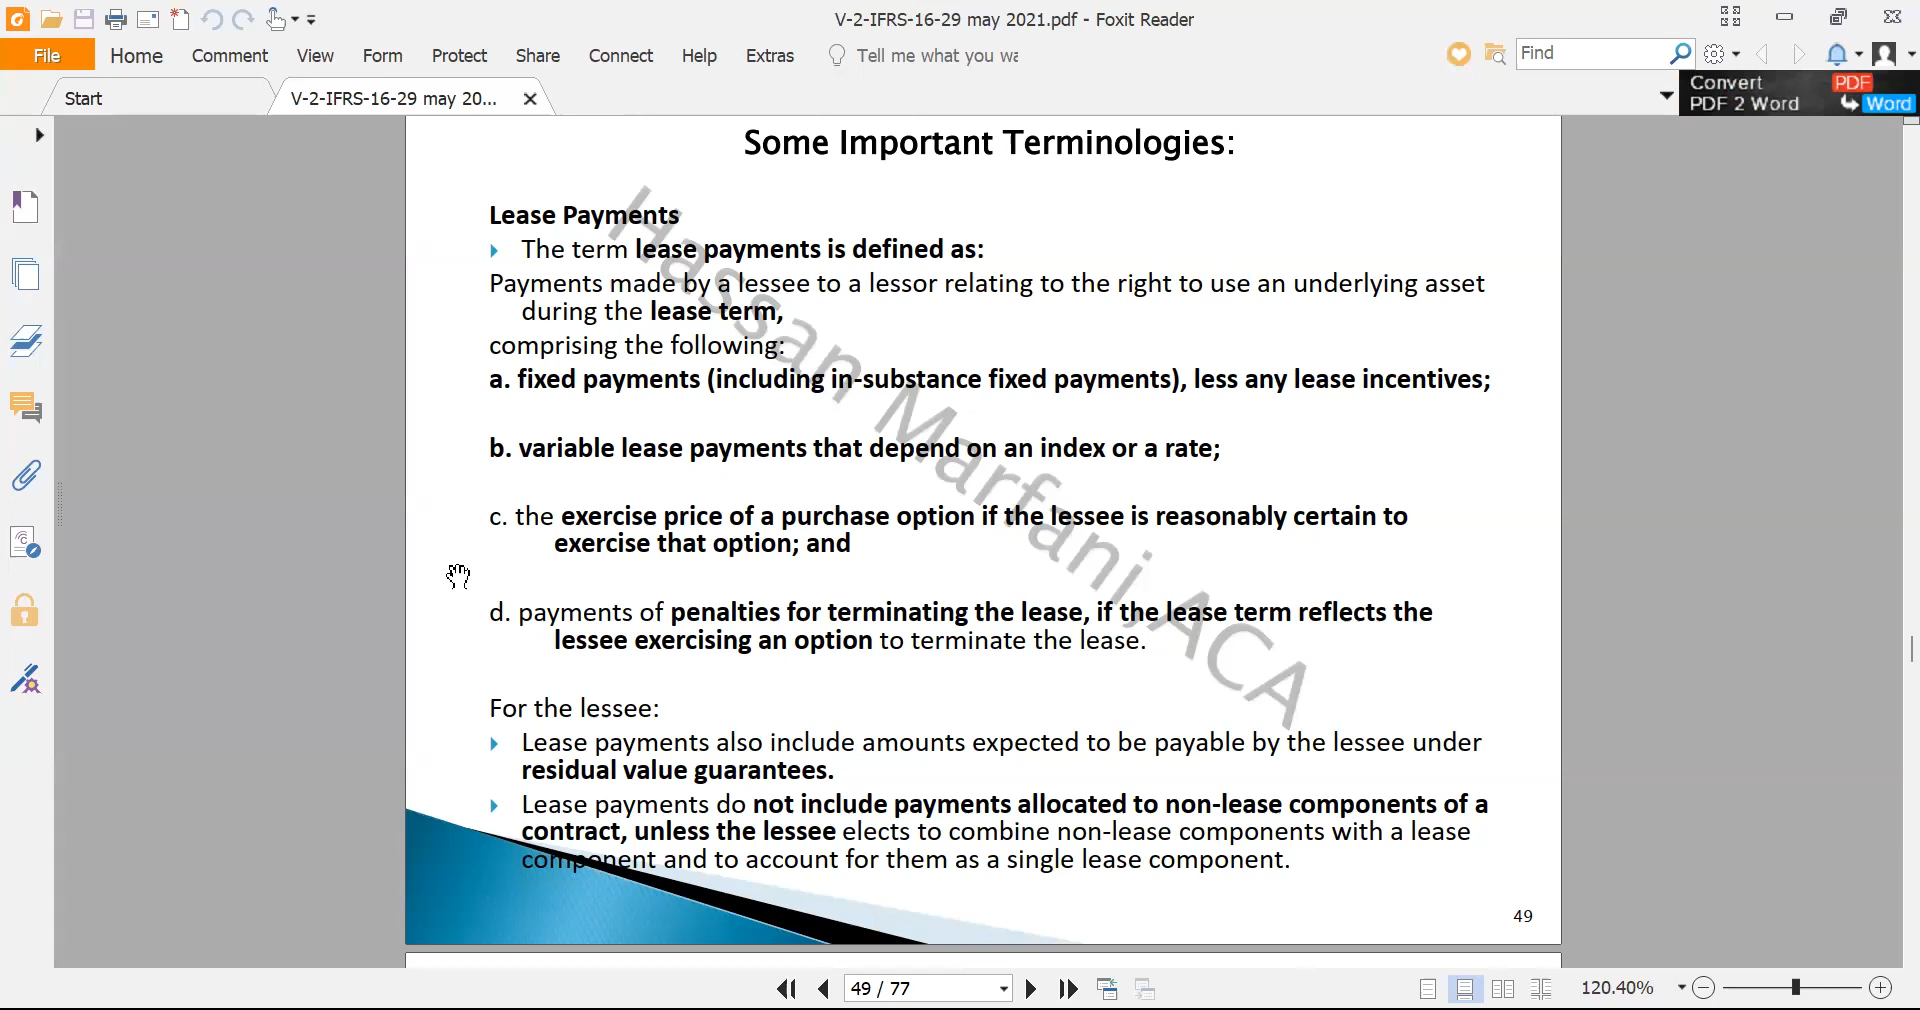 V-2-IFRS-16-29 may 2021.pdf - Foxit Reader
File Home Comment View Form Protect Share Connect Help Extras Tell me what you wa
Find
Start
V-2-IFRS-16-29 may 20...
Convert PDF
PDF 2 Word Word
Some Important Terminologies:
Lease Payments
The term lease payments is defined as:
Payments made by a lessee to a lessor relating to the right to use an underlying asset
during the lease term,
comprising the following:
a. fixed payments (including in-substance fixed payments), less any lease incentives;
b. variable lease payments that depend on an index or a rate;
c. the exercise price of a purchase option if the lessee is reasonably certain to
exercise that option; and
d. payments of penalties for terminating the lease, if the lease term reflects the
lessee exercising an option to terminate the lease.
For the lessee:
Lease payments also include amounts expected to be payable by the lessee under
residual value guarantees.
Lease payments do not include payments allocated to non-lease components of a
contract, unless the lessee elects to combine non-lease components with a lease
component and to account for them as a single lease component.
Hassan Marfani,ACA
49
49 / 77
120.40%